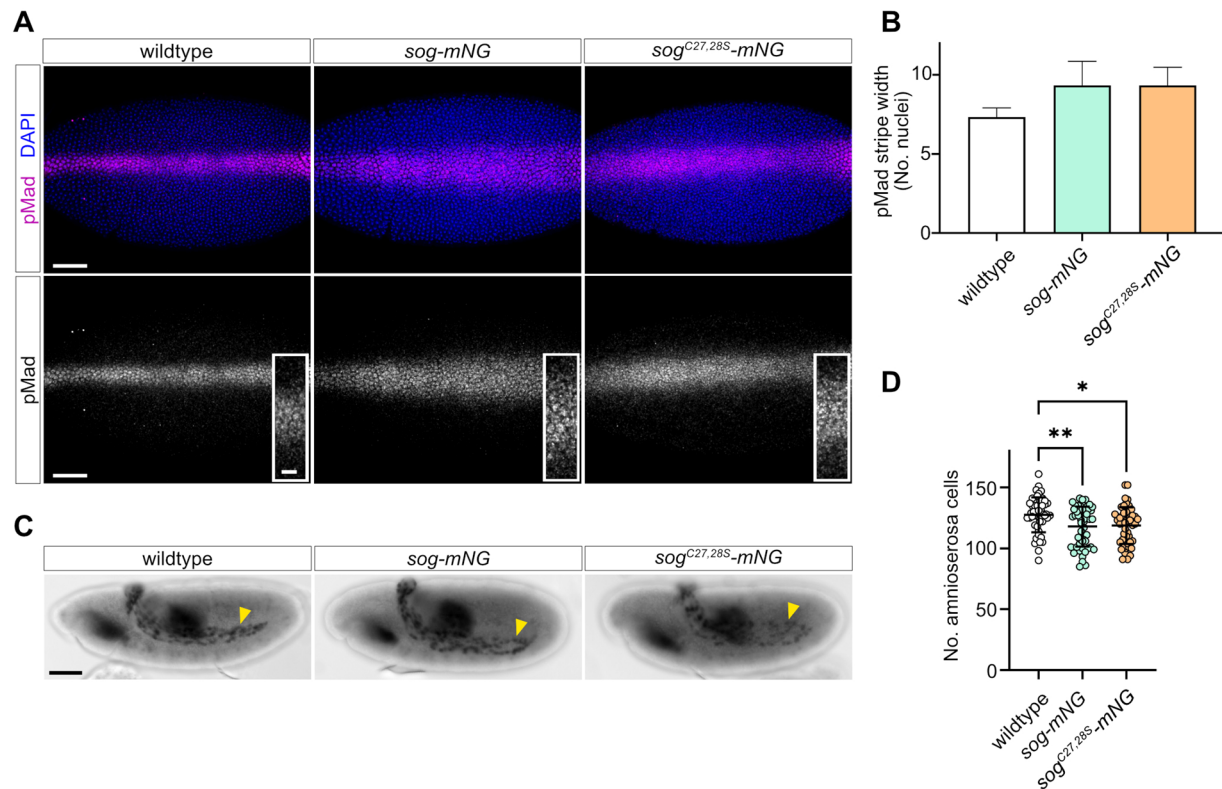 A
wildtype
sog-mNG
sog^C27,28S-mNG
pMad DAPI
pMad
B
pMad stripe width
(No. nuclei)
10
5
0
wildtype
sog-mNG
sog^C27,28S-mNG
C
wildtype
sog-mNG
sog^C27,28S-mNG
D
*
**
No. amnioserosa cells
150
100
50
0
wildtype
sog-mNG
sog^C27,28S-mNG